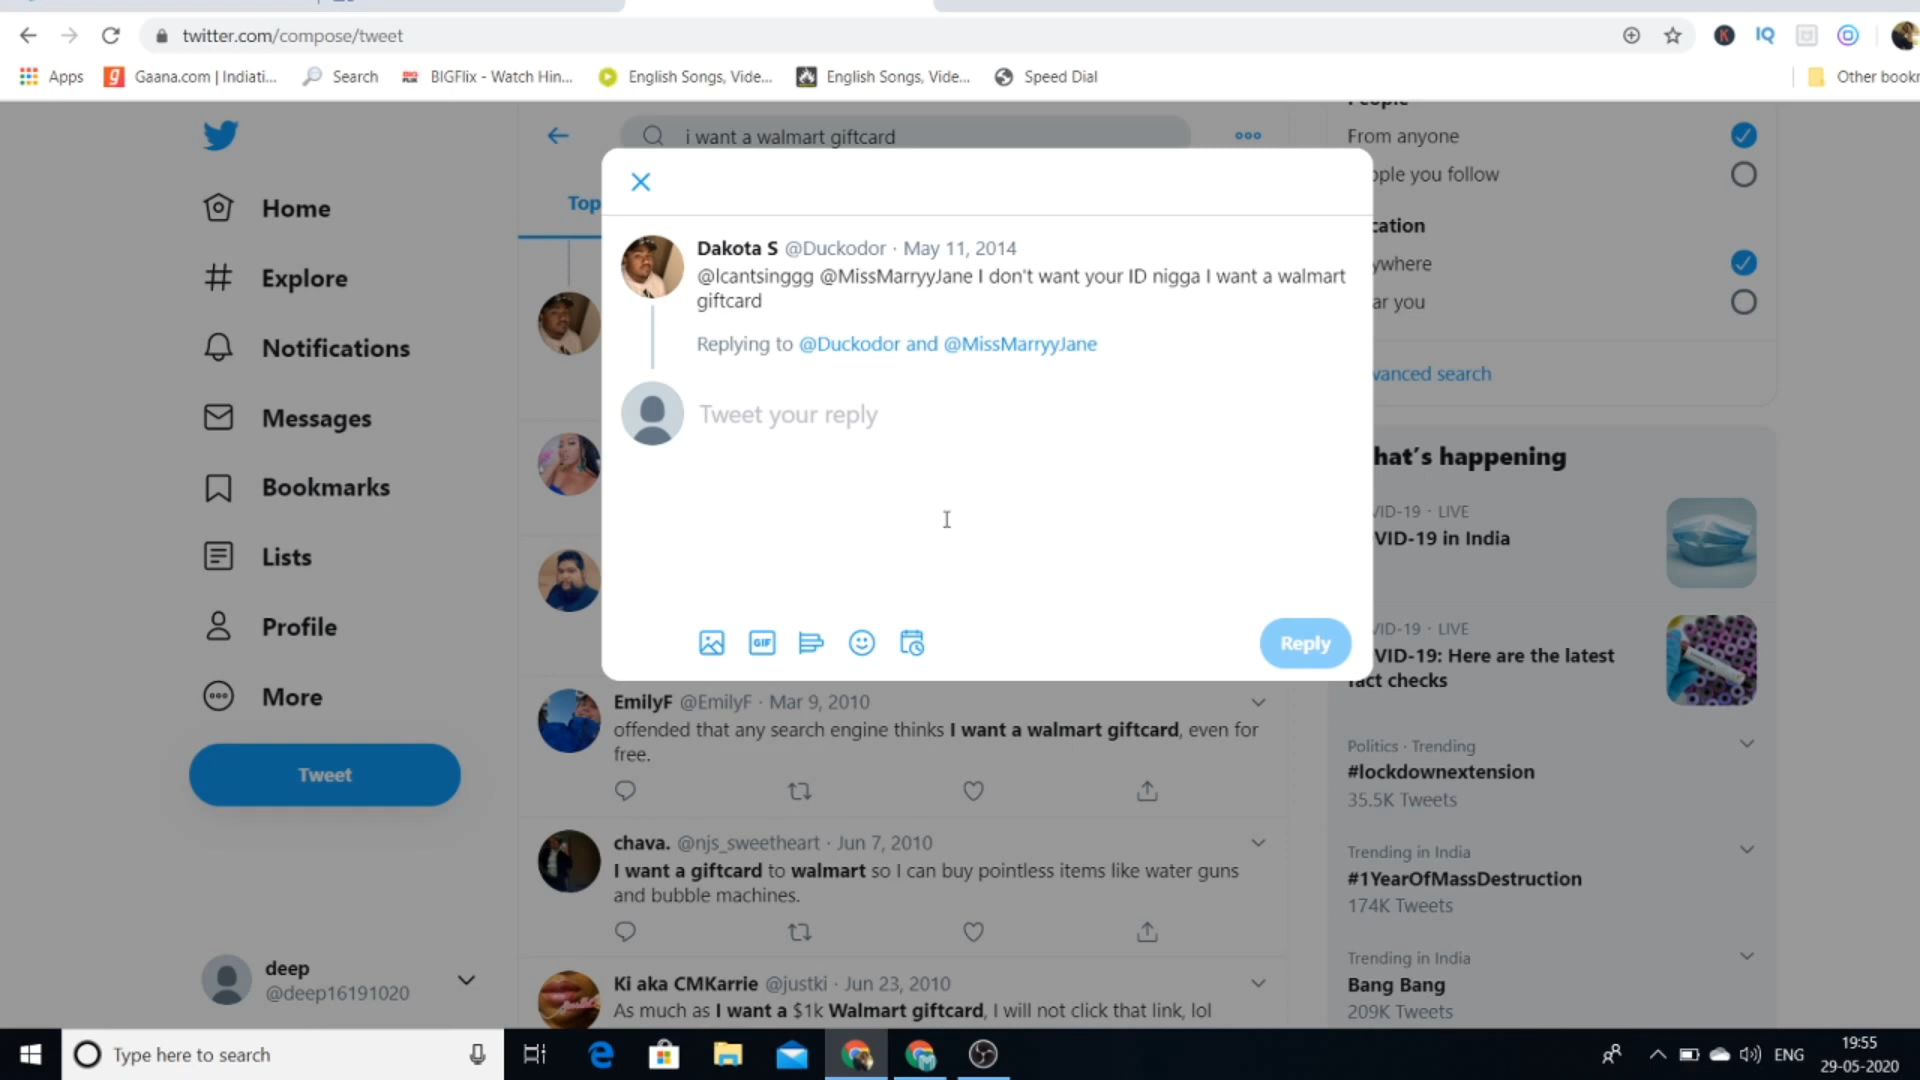 twitter.com/compose/tweet
Apps
Gaana.com | Indiati...
Search
BIGFlix - Watch Hin...
English Songs, Vide...
English Songs, Vide...
Speed Dial
Other bookr
i want a walmart giftcard
Top
Home
Explore
Notifications
Messages
Bookmarks
Lists
Profile
More
Tweet
deep
@deep16191020
Dakota S @Duckodor · May 11, 2014
@Icantsinggg @MissMarryyJane I don't want your ID nigga I want a walmart
giftcard
Replying to @Duckodor and @MissMarryyJane
Tweet your reply
GIF
Reply
EmilyF @EmilyF · Mar 9, 2010
offended that any search engine thinks I want a walmart giftcard, even for
free.
chava. @njs_sweetheart · Jun 7, 2010
I want a giftcard to walmart so I can buy pointless items like water guns
and bubble machines.
Ki aka CMKarrie @justki · Jun 23, 2010
As much as I want a $1k Walmart giftcard, I will not click that link, lol
People
From anyone
ople you follow
cation
ywhere
ar you
vanced search
hat's happening
VID-19 · LIVE
VID-19 in India
VID-19 · LIVE
VID-19: Here are the latest
fact checks
Politics · Trending
#lockdownextension
35.5K Tweets
Trending in India
#1YearOfMassDestruction
174K Tweets
Trending in India
Bang Bang
209K Tweets
Type here to search
ENG
19:55
29-05-2020